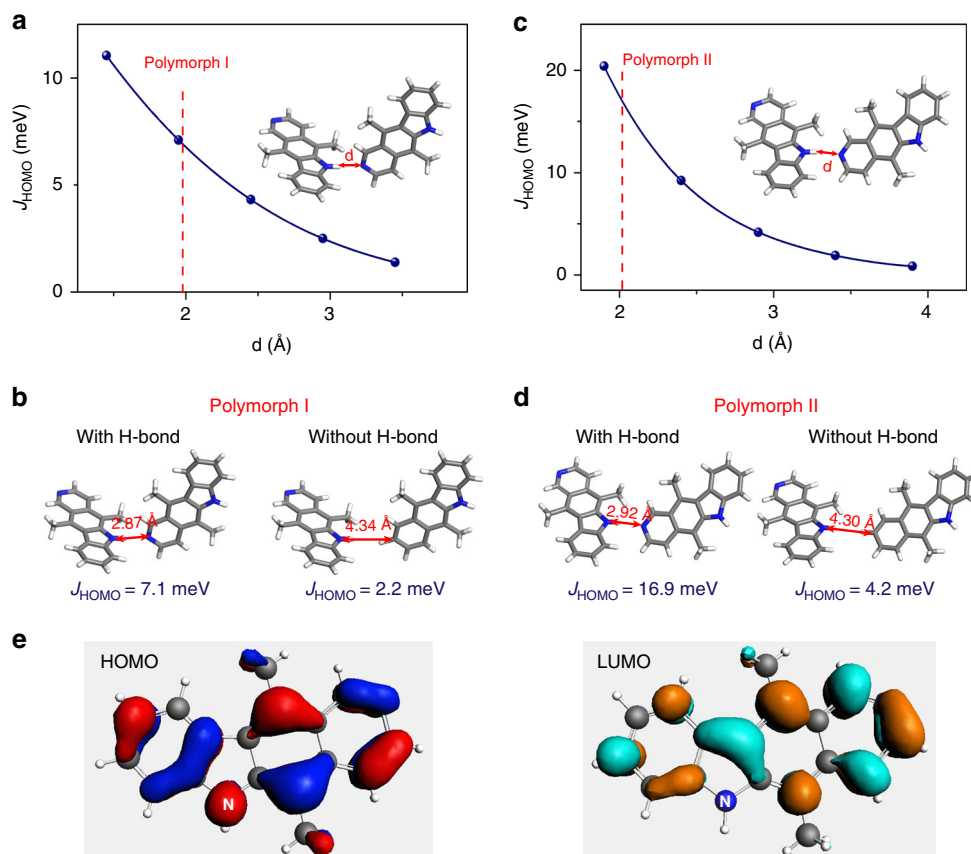 a
J_HOMO (meV)
10
5
0
Polymorph I
d
2
3
d (Å)
c
J_HOMO (meV)
20
10
0
Polymorph II
d
2
3
4
d (Å)
b
Polymorph I
With H-bond
Without H-bond
2.87 Å
4.34 Å
J_HOMO = 7.1 meV
J_HOMO = 2.2 meV
d
Polymorph II
With H-bond
Without H-bond
2.92 Å
4.30 Å
J_HOMO = 16.9 meV
J_HOMO = 4.2 meV
e
HOMO
N
LUMO
N